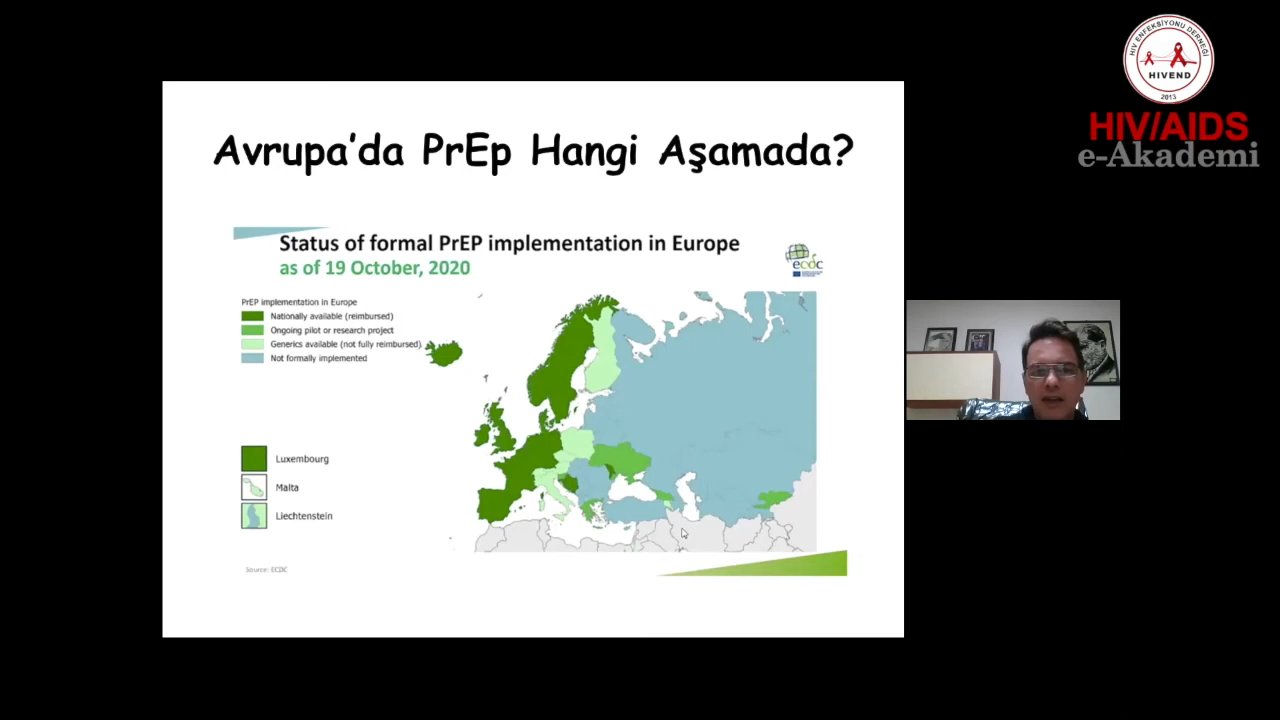 Avrupa'da PrEp Hangi Aşamada?
Status of formal PrEP implementation in Europe
as of 19 October, 2020
ecdc
PrEP implementation in Europe
Nationally available (reimbursed)
Ongoing pilot or research project
Generics available (not fully reimbursed)
Not formally implemented
Luxembourg
Malta
Liechtenstein
Source: ECDC
HIV ENFEKSİYONU DERNEĞİ
HIVEND
2013
HIV/AIDS
e-Akademi